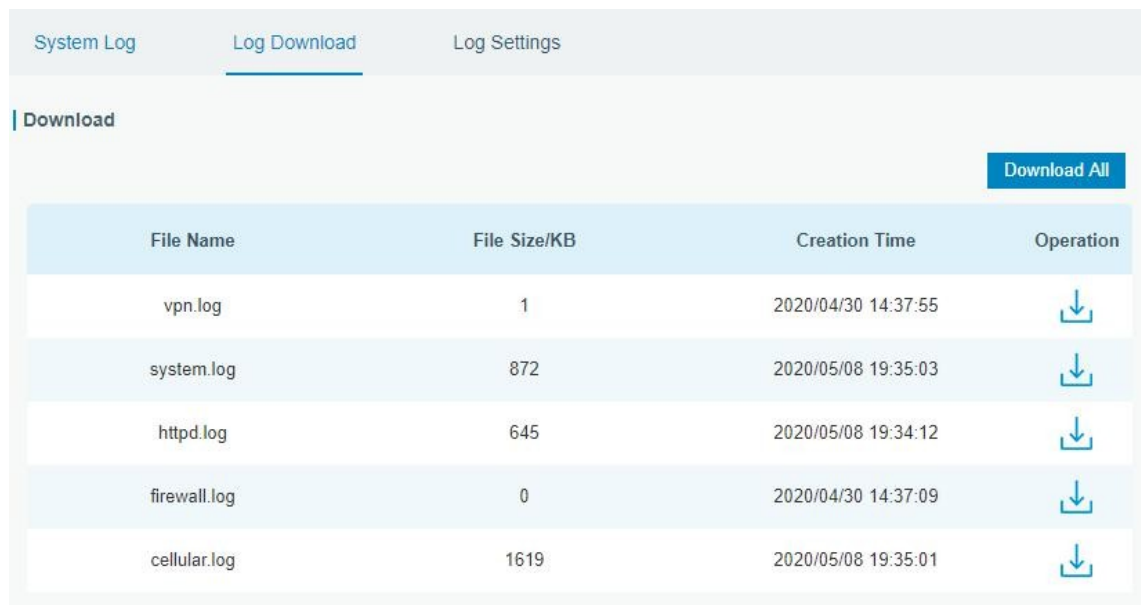 System Log Log Download Log Settings
Download
Download All
File Name File Size/KB Creation Time Operation
vpn.log 1 2020/04/30 14:37:55
system.log 872 2020/05/08 19:35:03
httpd.log 645 2020/05/08 19:34:12
firewall.log 0 2020/04/30 14:37:09
cellular.log 1619 2020/05/08 19:35:01